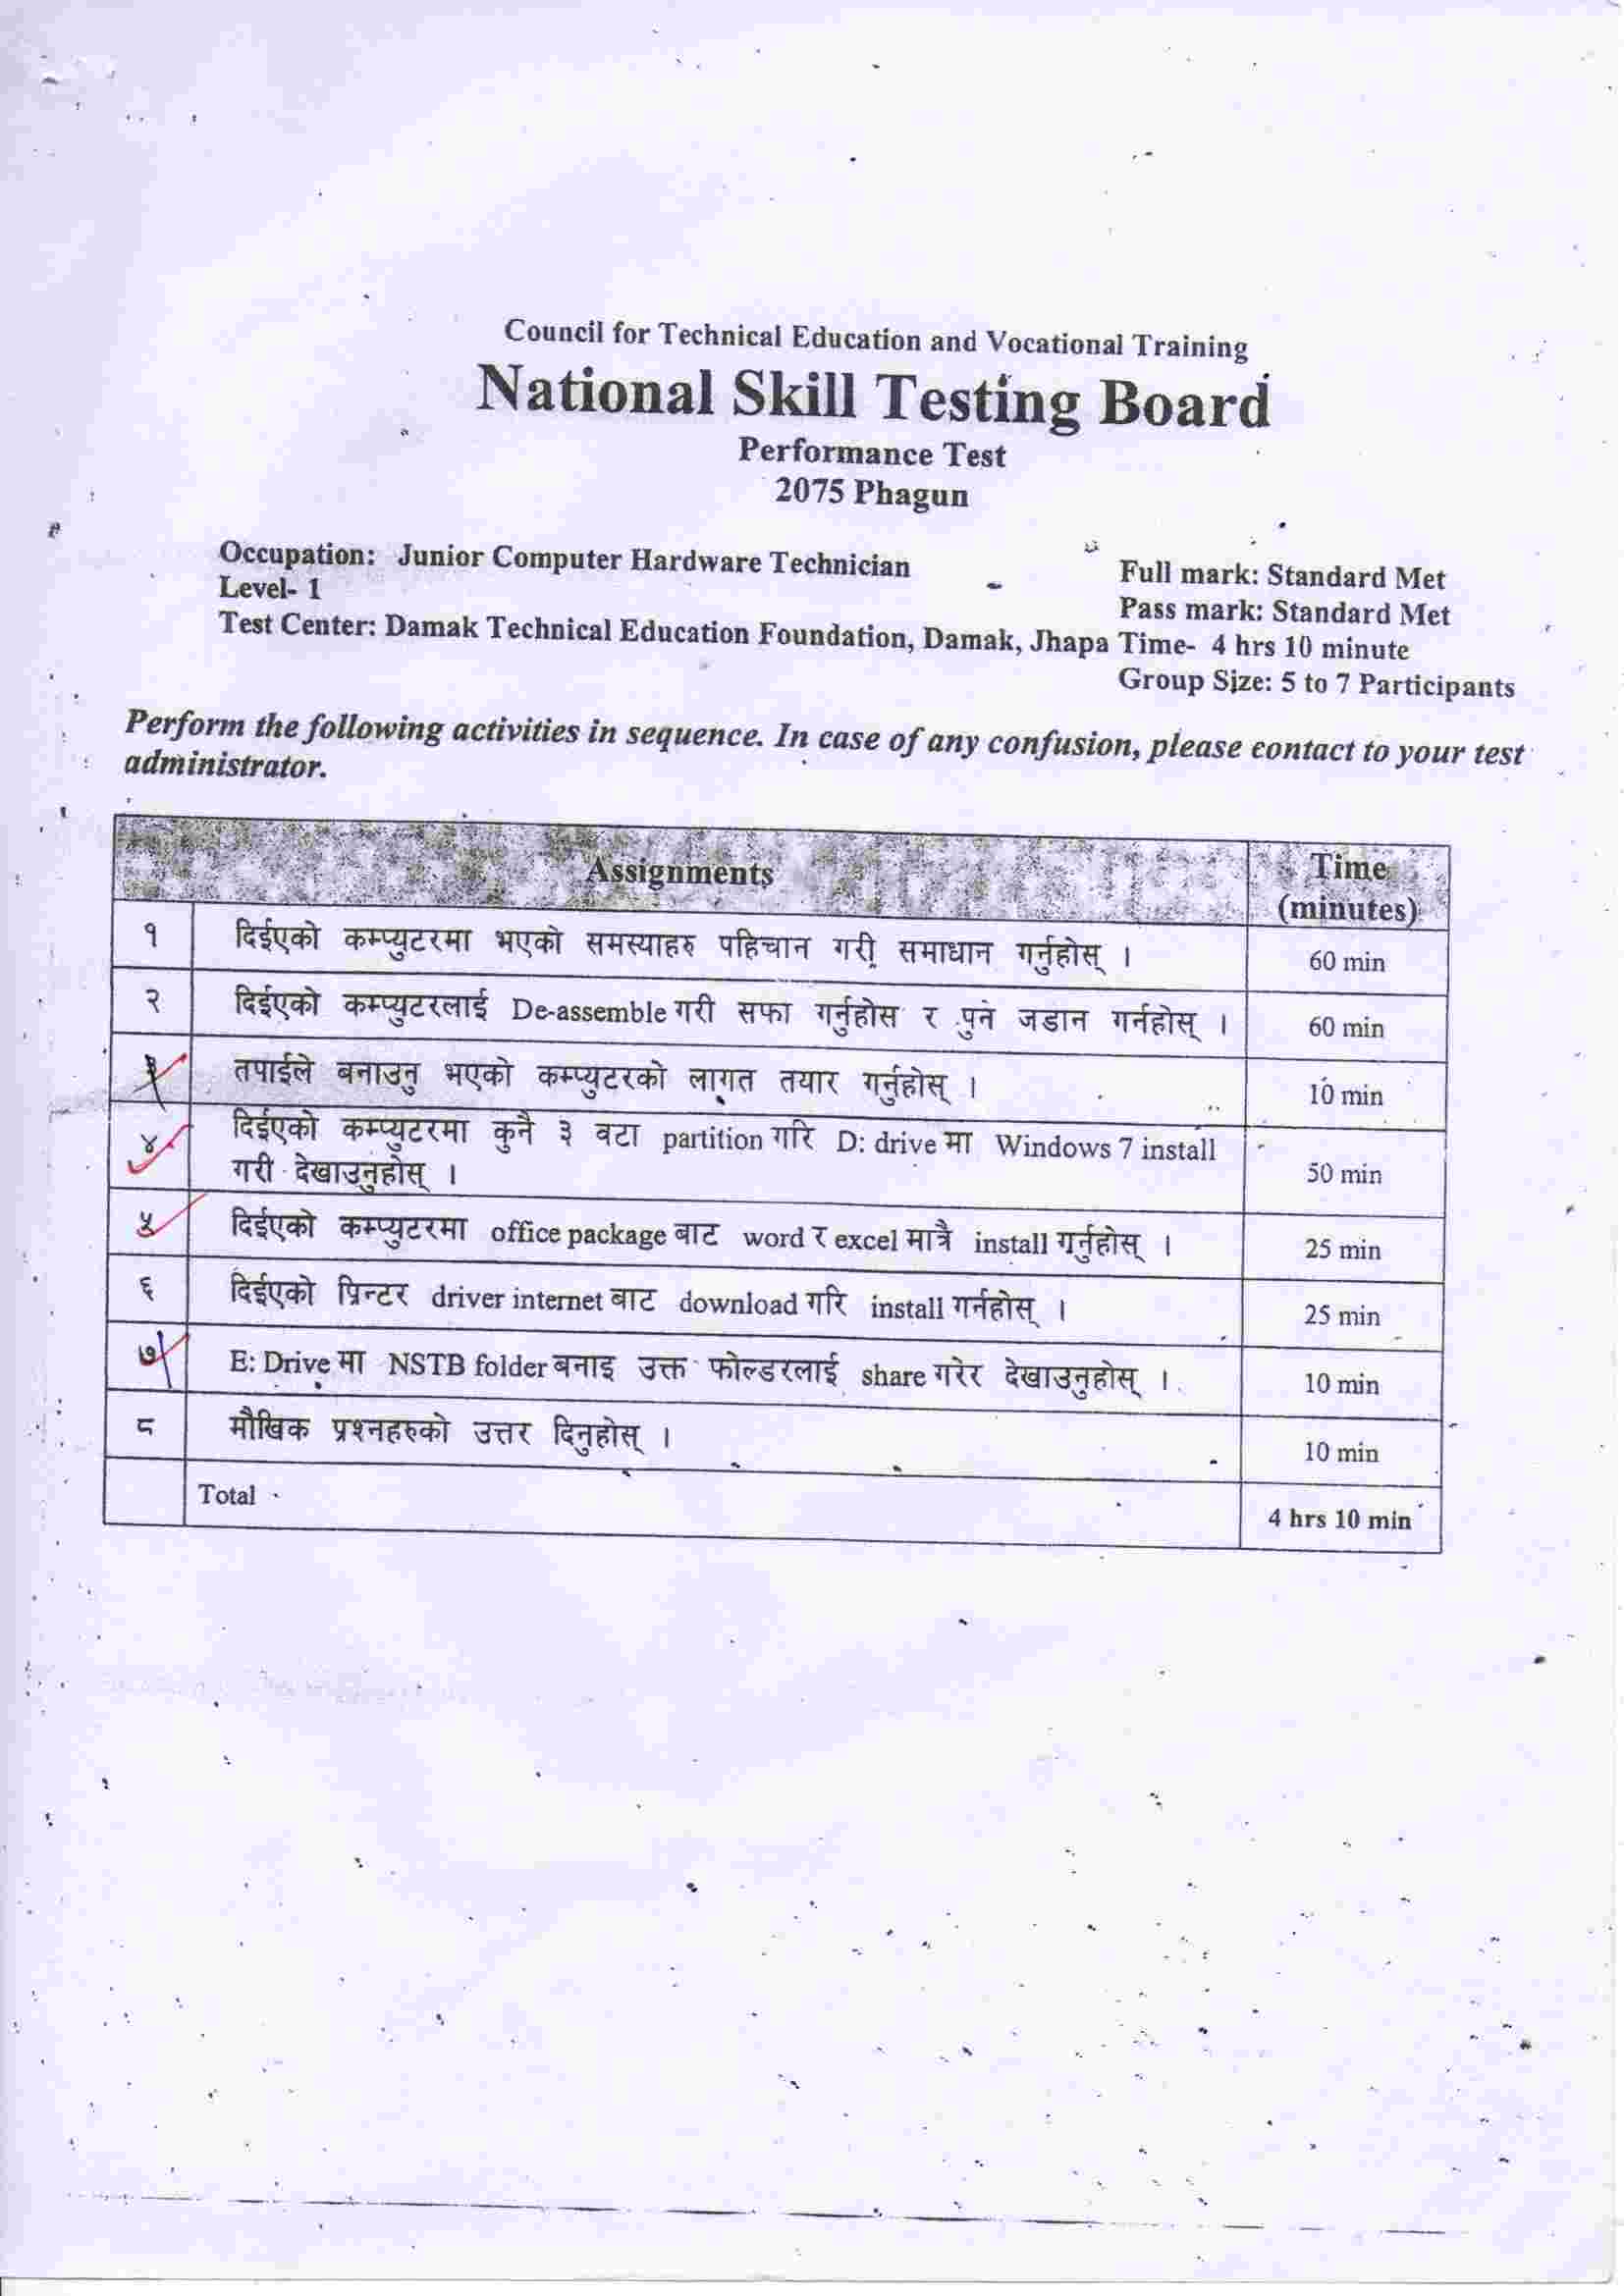 Council for Technical Education and Vocational Training
National Skill Testing Board
Performance Test
2075 Phagun
Occupation: Junior Computer Hardware Technician
Full mark: Standard Met
Level- 1
Pass mark: Standard Met
Test Center: Damak Technical Education Foundation, Damak, Jhapa Time- 4 hrs 10 minute
Group Size: 5 to 7 Participants
Perform the following activities in sequence. In case of any confusion, please contact to your test
administrator.
Assignments Time
(minutes)
१ दिईएको कम्प्युटरमा भएको समस्याहरु पहिचान गरी समाधान गर्नुहोस् । 60 min
२ दिईएको कम्प्युटरलाई De-assemble गरी सफा गर्नुहोस र पुन जडान गर्नहोस् । 60 min
३ तपाईले बनाउनु भएको कम्प्युटरको लागत तयार गर्नुहोस् । 10 min
४ दिईएको कम्प्युटरमा कुनै ३ वटा partition गरि D: drive मा Windows 7 install
गरी देखाउनुहोस् । 50 min
५ दिईएको कम्प्युटरमा office package बाट word र excel मात्रै install गर्नुहोस् । 25 min
६ दिईएको प्रिन्टर driver internet बाट download गरि install गर्नहोस् । 25 min
७ E: Drive मा NSTB folder बनाइ उक्त फोल्डरलाई share गरेर देखाउनुहोस् । 10 min
८ मौखिक प्रश्नहरुको उत्तर दिनुहोस् । 10 min
Total 4 hrs 10 min